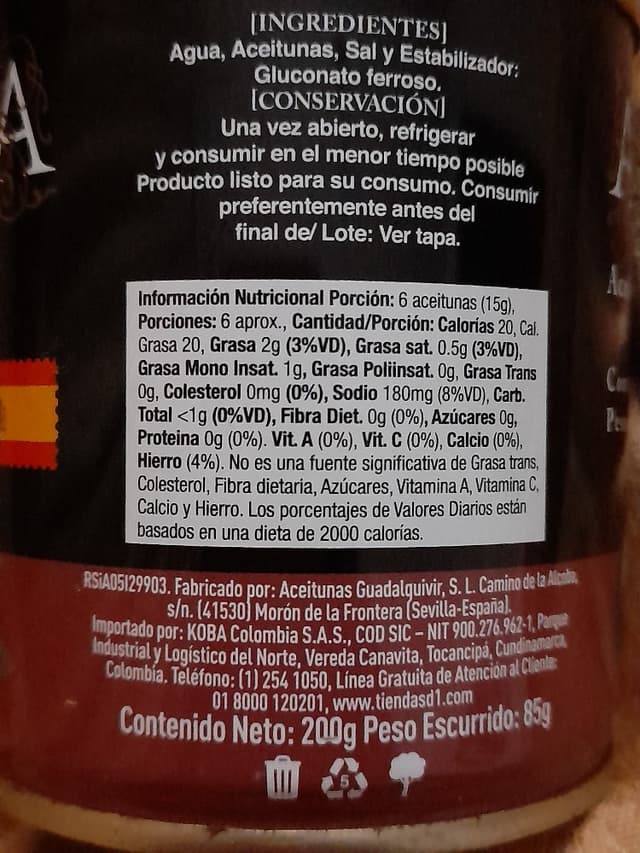 [INGREDIENTES]
Agua, Aceitunas, Sal y Estabilizador:
Gluconato ferroso.
[CONSERVACIÓN]
Una vez abierto, refrigerar
y consumir en el menor tiempo posible
Producto listo para su consumo. Consumir
preferentemente antes del
final de/ Lote: Ver tapa.
Información Nutricional Porción: 6 aceitunas (15g),
Porciones: 6 aprox., Cantidad/Porción: Calorías 20, Cal.
Grasa 20, Grasa 2g (3%VD), Grasa sat. 0.5g (3%VD),
Grasa Mono Insat. 1g, Grasa Poliinsat. 0g, Grasa Trans
0g, Colesterol 0mg (0%), Sodio 180mg (8%VD), Carb.
Total <1g (0%VD), Fibra Diet. 0g (0%), Azúcares 0g,
Proteina 0g (0%). Vit. A (0%), Vit. C (0%), Calcio (0%),
Hierro (4%). No es una fuente significativa de Grasa trans,
Colesterol, Fibra dietaria, Azúcares, Vitamina A, Vitamina C,
Calcio y Hierro. Los porcentajes de Valores Diarios están
basados en una dieta de 2000 calorías.
RSiA05I29903. Fabricado por: Aceitunas Guadalquivir, S. L. Camino de la Alcoba,
s/n. (41530) Morón de la Frontera (Sevilla-España).
Importado por: KOBA Colombia S.A.S., COD SIC – NIT 900.276.962-1, Parque
Industrial y Logístico del Norte, Vereda Canavita, Tocancipá, Cundinamarca,
Colombia. Teléfono: (1) 254 1050, Línea Gratuita de Atención al Cliente:
01 8000 120201, www.tiendasd1.com
Contenido Neto: 200g Peso Escurrido: 85g
5